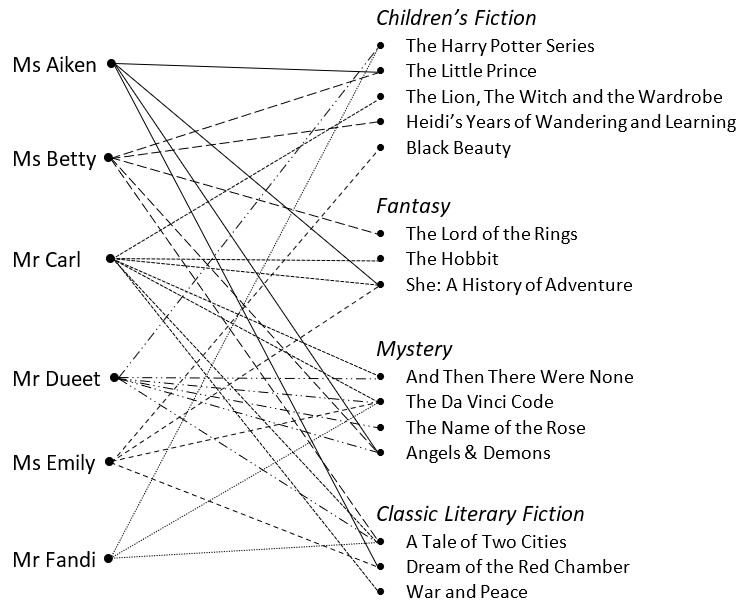 Ms Aiken
Ms Betty
Mr Carl
Mr Dueet
Ms Emily
Mr Fandi
Children's Fiction
The Harry Potter Series
The Little Prince
The Lion, The Witch and the Wardrobe
Heidi's Years of Wandering and Learning
Black Beauty
Fantasy
The Lord of the Rings
The Hobbit
She: A History of Adventure
Mystery
And Then There Were None
The Da Vinci Code
The Name of the Rose
Angels & Demons
Classic Literary Fiction
A Tale of Two Cities
Dream of the Red Chamber
War and Peace